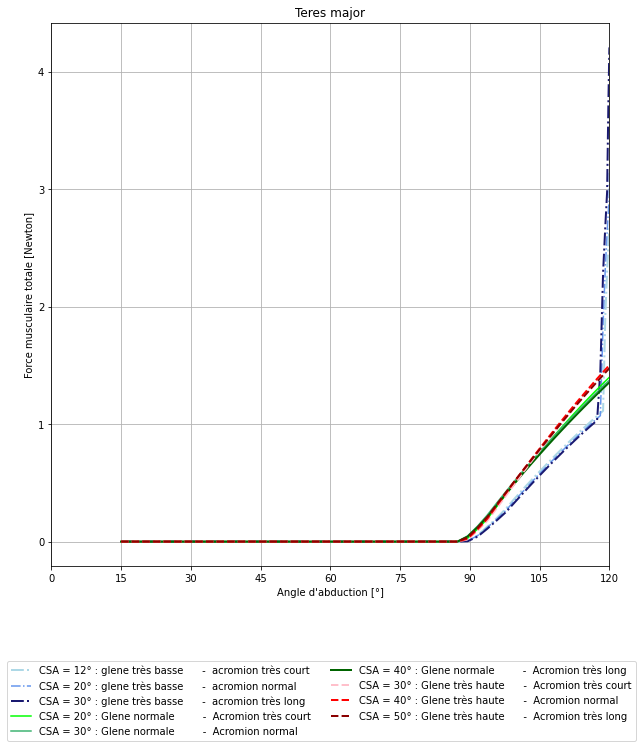 Teres major
4
3
2
1
0
Force musculaire totale [Newton]
0 15 30 45 60 75 90 105 120
Angle d'abduction [°]
CSA = 12° : glene très basse - acromion très court
CSA = 20° : glene très basse - acromion normal
CSA = 30° : glene très basse - acromion très long
CSA = 20° : Glene normale - Acromion très court
CSA = 30° : Glene normale - Acromion normal
CSA = 40° : Glene normale - Acromion très long
CSA = 30° : Glene très haute - Acromion très court
CSA = 40° : Glene très haute - Acromion normal
CSA = 50° : Glene très haute - Acromion très long